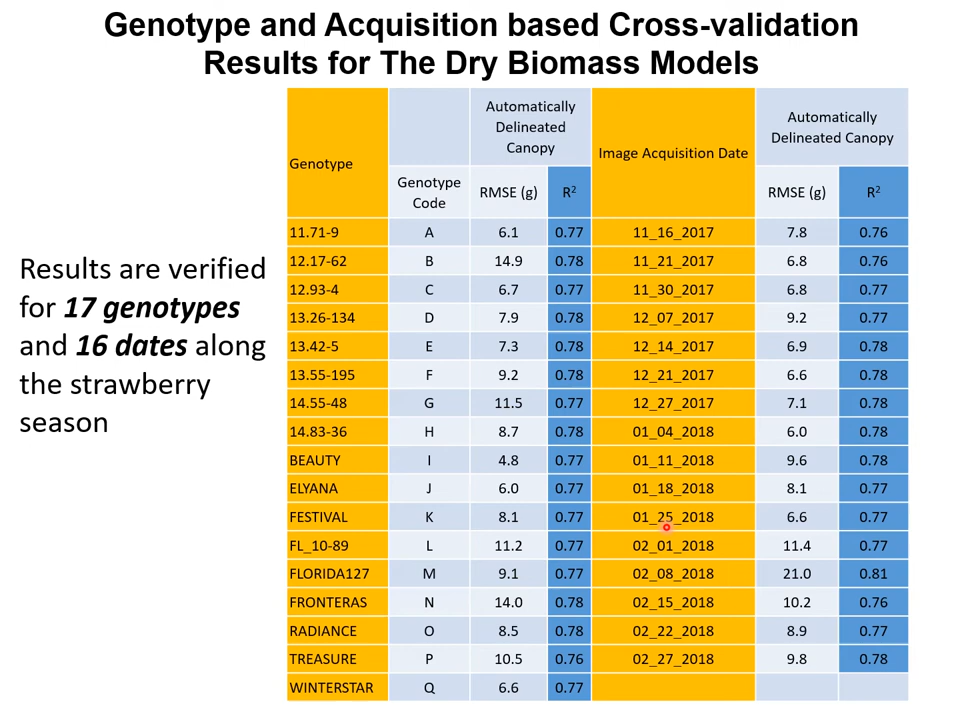 Genotype and Acquisition based Cross-validation
Results for The Dry Biomass Models
Results are verified
for 17 genotypes
and 16 dates along
the strawberry
season
Genotype
Automatically
Delineated
Canopy
Image Acquisition Date
Automatically
Delineated Canopy
Genotype
Code
RMSE (g) R² RMSE (g) R²
11.71-9 A 6.1 0.77 11_16_2017 7.8 0.76
12.17-62 B 14.9 0.78 11_21_2017 6.8 0.76
12.93-4 C 6.7 0.77 11_30_2017 6.8 0.77
13.26-134 D 7.9 0.78 12_07_2017 9.2 0.77
13.42-5 E 7.3 0.78 12_14_2017 6.9 0.78
13.55-195 F 9.2 0.78 12_21_2017 6.6 0.78
14.55-48 G 11.5 0.77 12_27_2017 7.1 0.78
14.83-36 H 8.7 0.78 01_04_2018 6.0 0.78
BEAUTY I 4.8 0.77 01_11_2018 9.6 0.78
ELYANA J 6.0 0.77 01_18_2018 8.1 0.77
FESTIVAL K 8.1 0.77 01_25_2018 6.6 0.77
FL_10-89 L 11.2 0.77 02_01_2018 11.4 0.77
FLORIDA127 M 9.1 0.77 02_08_2018 21.0 0.81
FRONTERAS N 14.0 0.78 02_15_2018 10.2 0.76
RADIANCE O 8.5 0.78 02_22_2018 8.9 0.77
TREASURE P 10.5 0.76 02_27_2018 9.8 0.78
WINTERSTAR Q 6.6 0.77